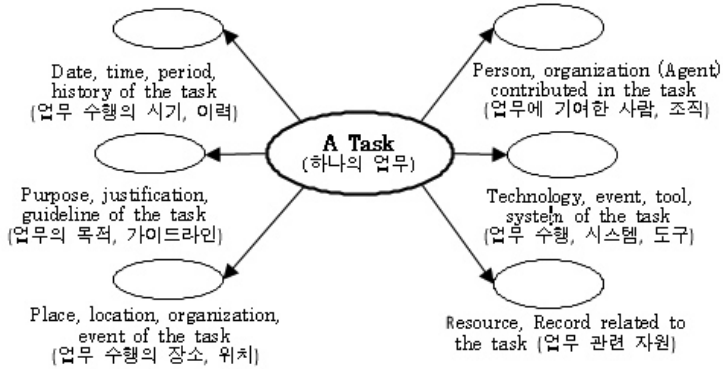 Date, time, period,
history of the task
(업무 수행의 시기, 이력)
Person, organization (Agent)
contributed in the task
(업무에 기여한 사람, 조직)
A Task
(하나의 업무)
Purpose, justification,
guideline of the task
(업무의 목적, 가이드라인)
Technology, event, tool,
system of the task
(업무 수행, 시스템, 도구)
Place, location, organization,
event of the task
(업무 수행의 장소, 위치)
Resource, Record related to
the task (업무 관련 자원)